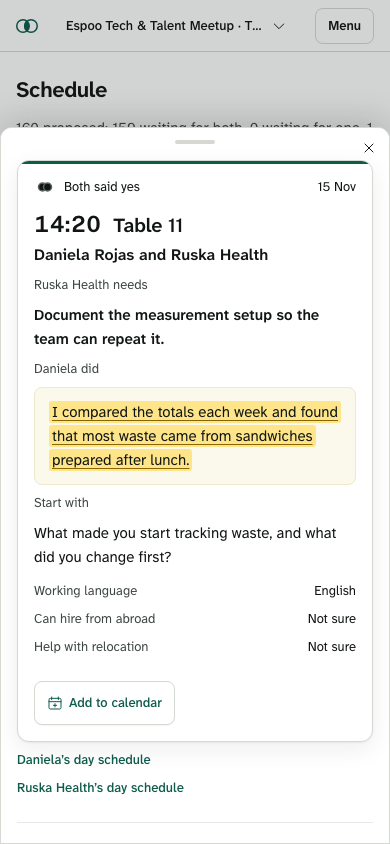 Espoo Tech & Talent Meetup · T...
Menu
Schedule
Both said yes
15 Nov
14:20 Table 11
Daniela Rojas and Ruska Health
Ruska Health needs
Document the measurement setup so the
team can repeat it.
Daniela did
I compared the totals each week and found
that most waste came from sandwiches
prepared after lunch.
Start with
What made you start tracking waste, and what
did you change first?
Working language English
Can hire from abroad Not sure
Help with relocation Not sure
Add to calendar
Daniela's day schedule
Ruska Health's day schedule